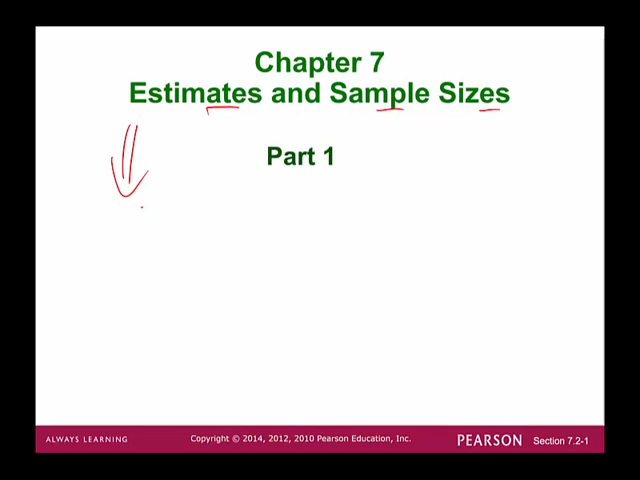 Chapter 7
Estimates and Sample Sizes
Part 1
ALWAYS LEARNING
Copyright © 2014, 2012, 2010 Pearson Education, Inc.
PEARSON
Section 7.2-1